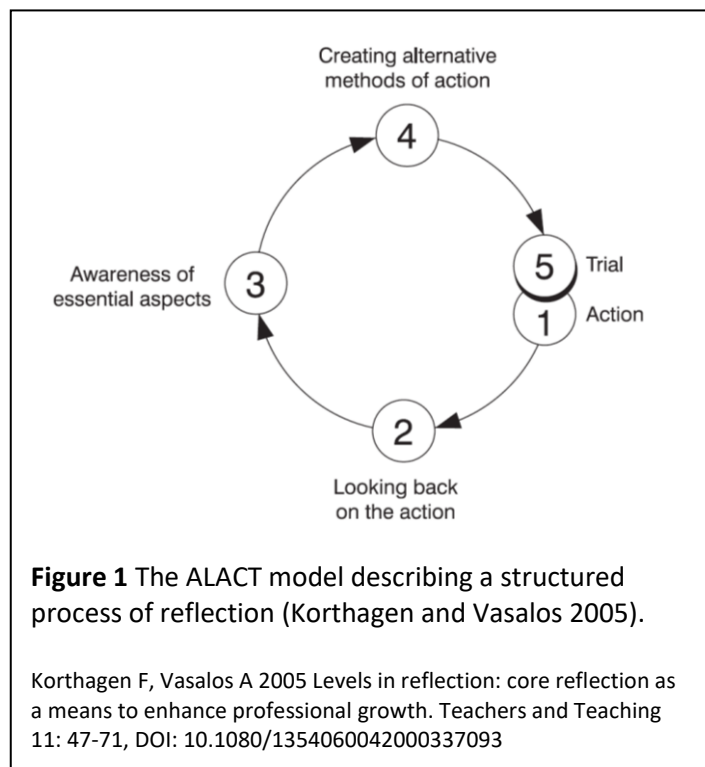 Creating alternative
methods of action
4
5
Trial
Awareness of
essential aspects
3
1
Action
2
Looking back
on the action
Figure 1 The ALACT model describing a structured
process of reflection (Korthagen and Vasalos 2005).
Korthagen F, Vasalos A 2005 Levels in reflection: core reflection as
a means to enhance professional growth. Teachers and Teaching
11: 47-71, DOI: 10.1080/1354060042000337093